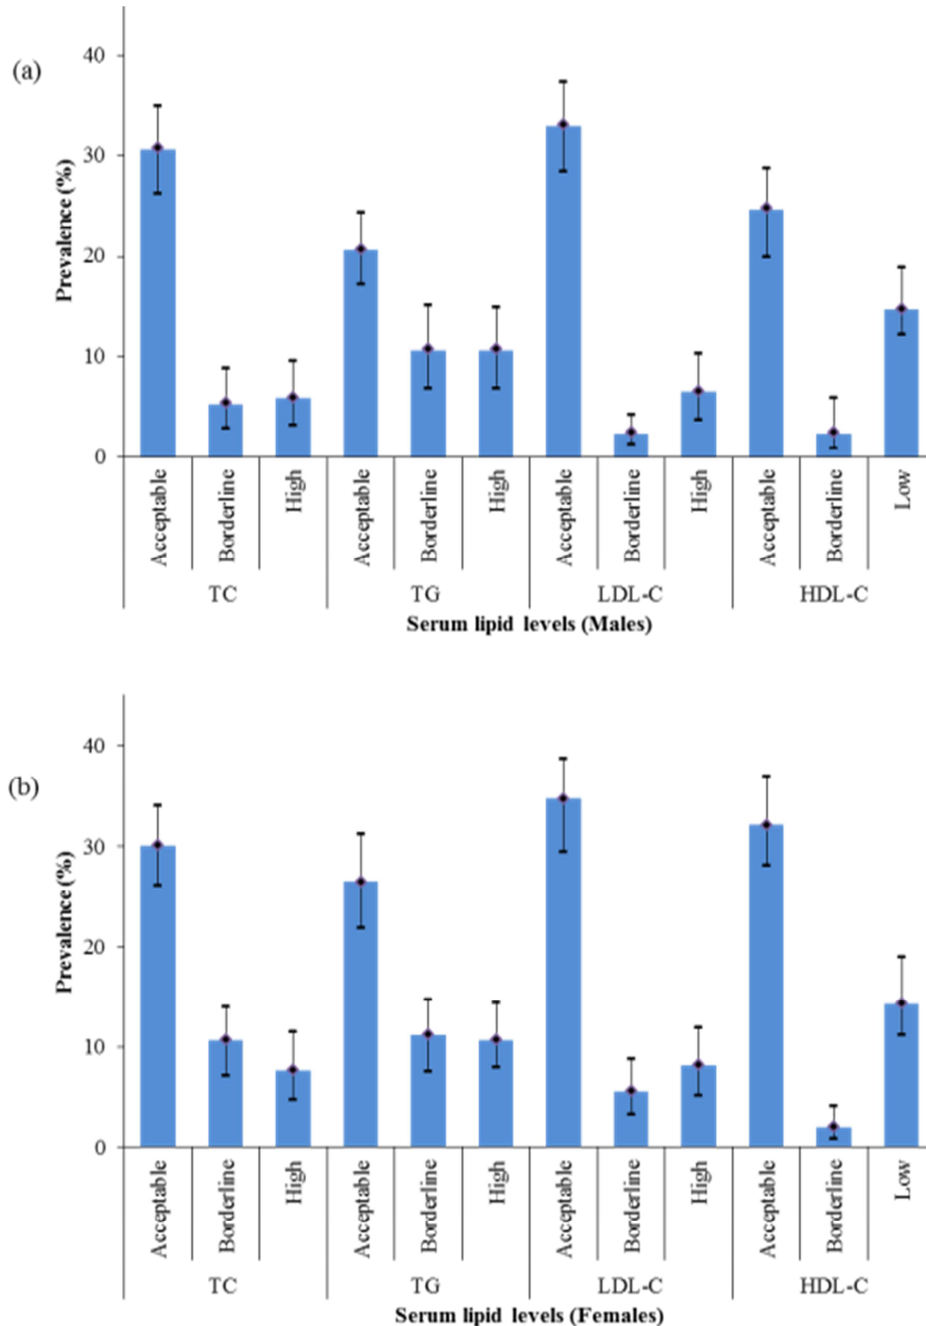 (a)
Prevalence (%)
40
30
20
10
0
Acceptable
Borderline
High
Acceptable
Borderline
High
Acceptable
Borderline
High
Acceptable
Borderline
Low
TC
TG
LDL-C
HDL-C
Serum lipid levels (Males)
(b)
Prevalence (%)
40
30
20
10
0
Acceptable
Borderline
High
Acceptable
Borderline
High
Acceptable
Borderline
High
Acceptable
Borderline
Low
TC
TG
LDL-C
HDL-C
Serum lipid levels (Females)